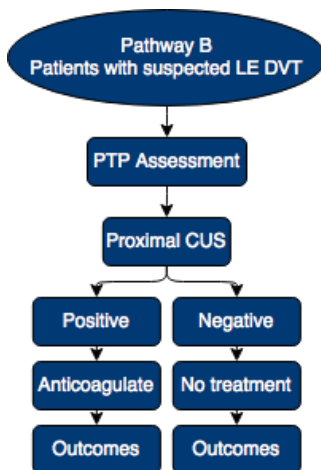 Pathway B
Patients with suspected LE DVT
PTP Assessment
Proximal CUS
Positive
Negative
Anticoagulate
No treatment
Outcomes
Outcomes